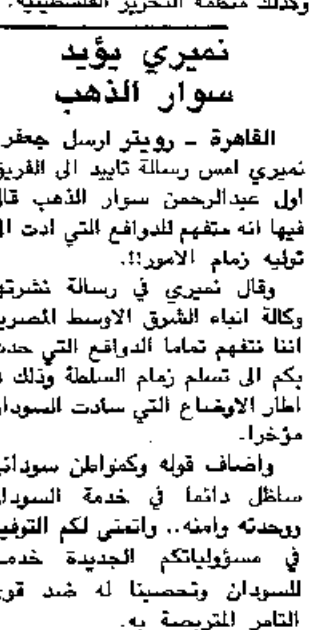 وكذلك منظمة التحرير الفلسطينية.
نميري يؤيد
سوار الذهب
القاهرة - رويتر ارسل جعفر
نميري امس رسالة تاييد الى الفريق
اول عبدالرحمن سوار الذهب قال
فيها انه متفهم للدوافع التي ادت الى
توليه زمام الامور!!.
وقال نميري في رسالة نشرتها
وكالة انباء الشرق الاوسط المصرية
اننا نتفهم تماما الدوافع التي حدت
بكم الى تسلم زمام السلطة وذلك في
اطار الاوضاع التي سادت السودان
مؤخرا.
واضاف قوله وكمواطن سوداني
ساظل دائما في خدمة السودان
ووحدته وامنه.. واتمنى لكم التوفيق
في مسؤولياتكم الجديدة خدمة
للسودان وتحصينا له ضد قوى
التامر المتربصة به.